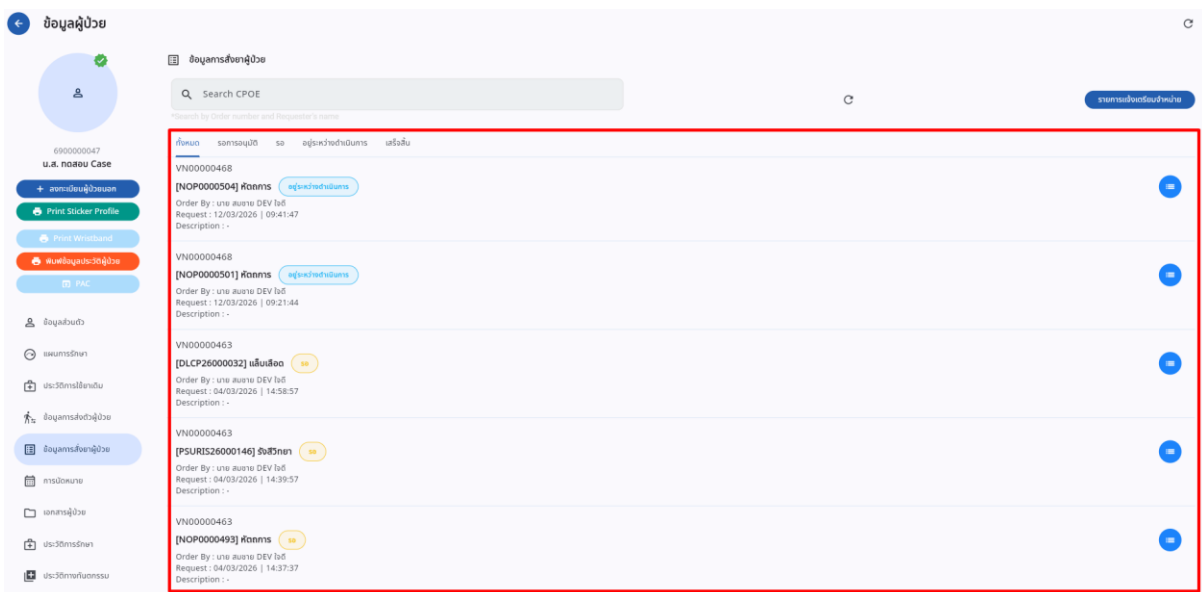 ข้อมูลผู้ป่วย
6900000047
น.ส. ทดสอบ Case
+ ลงทะเบียนผู้ป่วยนอก
Print Sticker Profile
Print Wristband
พิมพ์ข้อมูลประวัติผู้ป่วย
PAC
ข้อมูลส่วนตัว
แผนการรักษา
ประวัติการใช้ยาเดิม
ข้อมูลการส่งตัวผู้ป่วย
ข้อมูลการสั่งยาผู้ป่วย
การนัดหมาย
เอกสารผู้ป่วย
ประวัติการรักษา
ประวัติทางทันตกรรม
ข้อมูลการสั่งยาผู้ป่วย
Search CPOE
*Search by Order number and Requester's name
รายการแจ้งเตรียมจำหน่าย
ทั้งหมด รอการอนุมัติ รอ อยู่ระหว่างดำเนินการ เสร็จสิ้น
VN00000468
[NOP0000504] หัตถการ อยู่ระหว่างดำเนินการ
Order By : นาย สมชาย DEV ใจดี
Request : 12/03/2026 | 09:41:47
Description : -
VN00000468
[NOP0000501] หัตถการ อยู่ระหว่างดำเนินการ
Order By : นาย สมชาย DEV ใจดี
Request : 12/03/2026 | 09:21:44
Description : -
VN00000463
[DLCP26000032] แล็บเลือด รอ
Order By : นาย สมชาย DEV ใจดี
Request : 04/03/2026 | 14:58:57
Description : -
VN00000463
[PSURIS26000146] รังสีวิทยา รอ
Order By : นาย สมชาย DEV ใจดี
Request : 04/03/2026 | 14:39:57
Description : -
VN00000463
[NOP0000493] หัตถการ รอ
Order By : นาย สมชาย DEV ใจดี
Request : 04/03/2026 | 14:37:37
Description : -